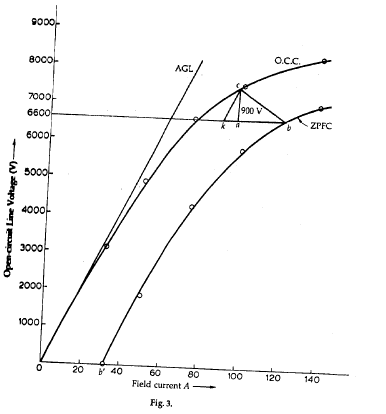 9000
8000
7000
6600
6000
5000
4000
3000
2000
1000
0
Open-circuit Line Voltage (V)
AGL
O.C.C.
c
900 V
k
a
b
ZPFC
b'
0 20 40 60 80 100 120 140
Field current A
Fig. 3.